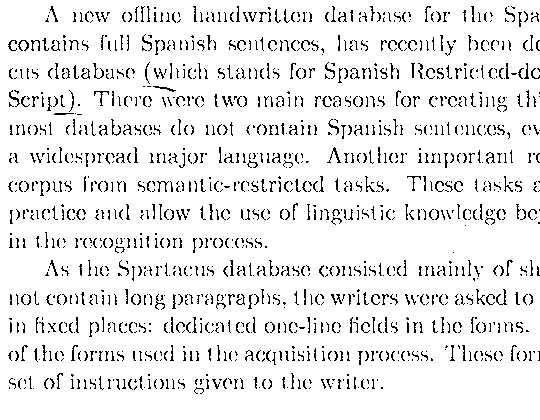 A new offline handwritten database for the Spa
contains full Spanish sentences, has recently been de
cus database (which stands for Spanish Restricted-do
Script). There were two main reasons for creating thi
most databases do not contain Spanish sentences, ev
a widespread major language. Another important re
corpus from semantic-restricted tasks. These tasks a
practice and allow the use of linguistic knowledge bey
in the recognition process.
As the Spartacus database consisted mainly of sh
not contain long paragraphs, the writers were asked to
in fixed places: dedicated one-line fields in the forms.
of the forms used in the acquisition process. These for
set of instructions given to the writer.